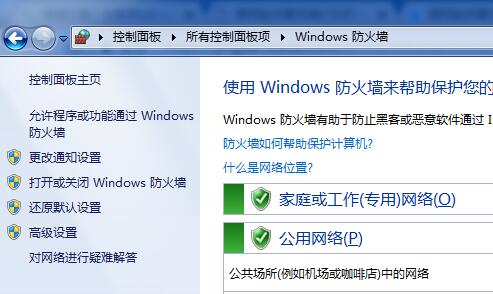 控制面板 ▸ 所有控制面板项 ▸ Windows 防火墙
控制面板主页
允许程序或功能通过 Windows
防火墙
更改通知设置
打开或关闭 Windows 防火墙
还原默认设置
高级设置
对网络进行疑难解答
使用 Windows 防火墙来帮助保护您的
Windows 防火墙有助于防止黑客或恶意软件通过 I
防火墙如何帮助保护计算机?
什么是网络位置?
家庭或工作(专用)网络(O)
公用网络(P)
公共场所(例如机场或咖啡店)中的网络